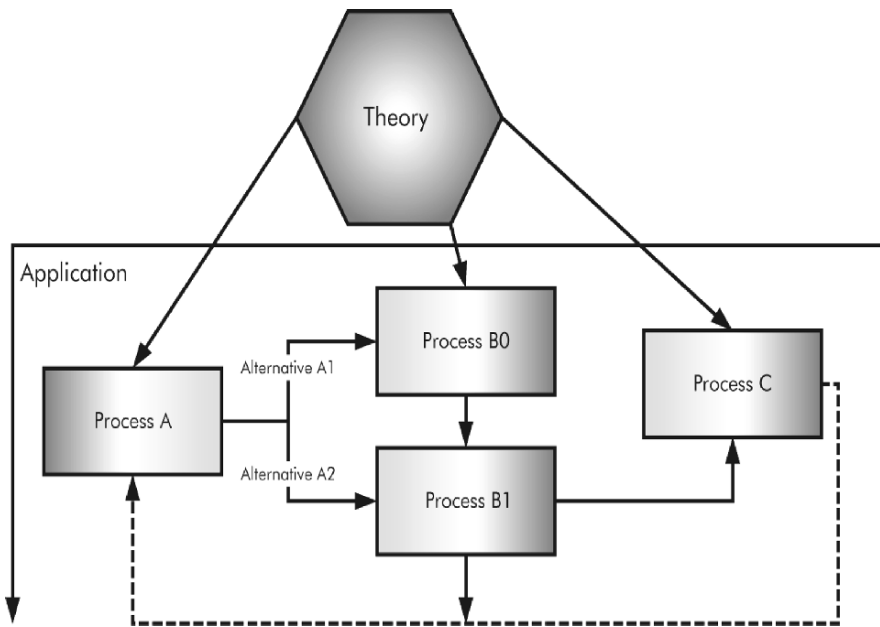 Theory
Application
Process B0
Alternative A1
Process C
Process A
Alternative A2
Process B1